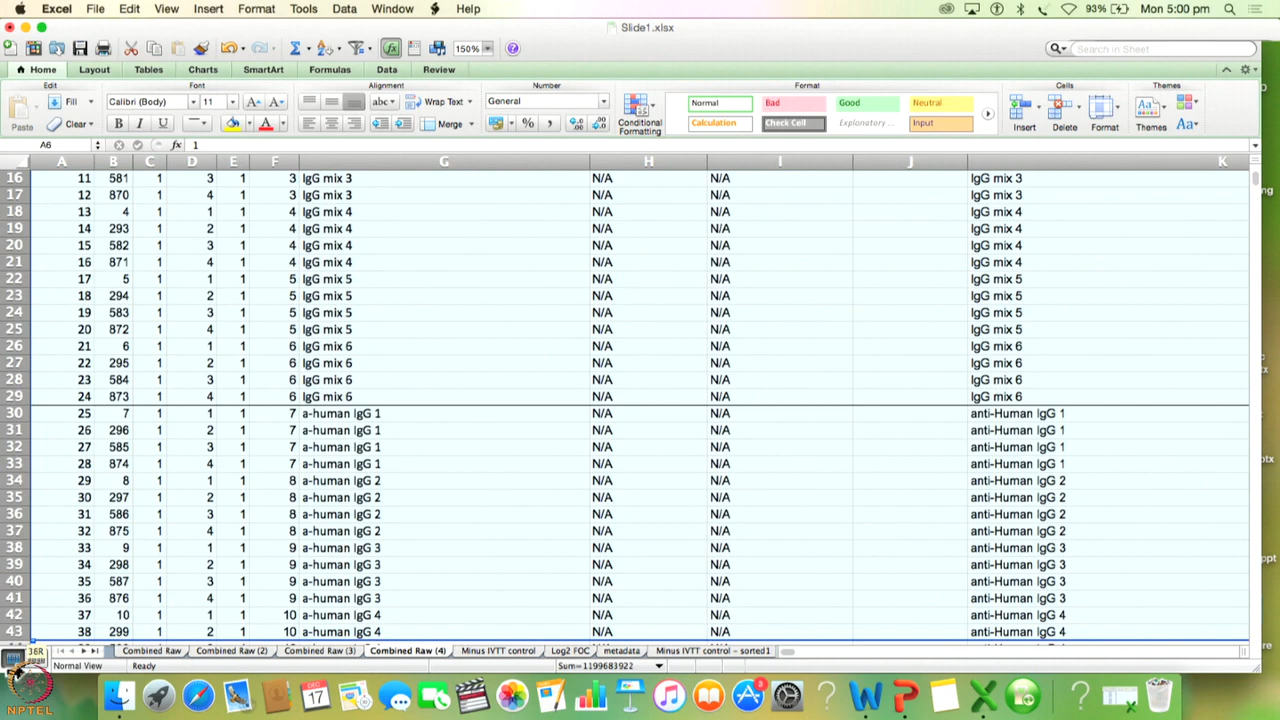 Excel File Edit View Insert Format Tools Data Window Help 93% Mon 5:00 pm
Slide1.xlsx
150% Search in Sheet
Home Layout Tables Charts SmartArt Formulas Data Review
Edit Font Alignment Number Format Cells Themes
Fill Calibri (Body) 11 abc Wrap Text General Normal Bad Good Neutral
Paste Clear B I U A Merge % Conditional Formatting Calculation Check Cell Explanatory ... Input Insert Delete Format Themes Aa
A6 fx 1
A B C D E F G H I J K
16 11 581 1 3 1 3 IgG mix 3 N/A N/A IgG mix 3
17 12 870 1 4 1 3 IgG mix 3 N/A N/A IgG mix 3
18 13 4 1 1 1 4 IgG mix 4 N/A N/A IgG mix 4
19 14 293 1 2 1 4 IgG mix 4 N/A N/A IgG mix 4
20 15 582 1 3 1 4 IgG mix 4 N/A N/A IgG mix 4
21 16 871 1 4 1 4 IgG mix 4 N/A N/A IgG mix 4
22 17 5 1 1 1 5 IgG mix 5 N/A N/A IgG mix 5
23 18 294 1 2 1 5 IgG mix 5 N/A N/A IgG mix 5
24 19 583 1 3 1 5 IgG mix 5 N/A N/A IgG mix 5
25 20 872 1 4 1 5 IgG mix 5 N/A N/A IgG mix 5
26 21 6 1 1 1 6 IgG mix 6 N/A N/A IgG mix 6
27 22 295 1 2 1 6 IgG mix 6 N/A N/A IgG mix 6
28 23 584 1 3 1 6 IgG mix 6 N/A N/A IgG mix 6
29 24 873 1 4 1 6 IgG mix 6 N/A N/A IgG mix 6
30 25 7 1 1 1 7 a-human IgG 1 N/A N/A anti-Human IgG 1
31 26 296 1 2 1 7 a-human IgG 1 N/A N/A anti-Human IgG 1
32 27 585 1 3 1 7 a-human IgG 1 N/A N/A anti-Human IgG 1
33 28 874 1 4 1 7 a-human IgG 1 N/A N/A anti-Human IgG 1
34 29 8 1 1 1 8 a-human IgG 2 N/A N/A anti-Human IgG 2
35 30 297 1 2 1 8 a-human IgG 2 N/A N/A anti-Human IgG 2
36 31 586 1 3 1 8 a-human IgG 2 N/A N/A anti-Human IgG 2
37 32 875 1 4 1 8 a-human IgG 2 N/A N/A anti-Human IgG 2
38 33 9 1 1 1 9 a-human IgG 3 N/A N/A anti-Human IgG 3
39 34 298 1 2 1 9 a-human IgG 3 N/A N/A anti-Human IgG 3
40 35 587 1 3 1 9 a-human IgG 3 N/A N/A anti-Human IgG 3
41 36 876 1 4 1 9 a-human IgG 3 N/A N/A anti-Human IgG 3
42 37 10 1 1 1 10 a-human IgG 4 N/A N/A anti-Human IgG 4
43 38 299 1 2 1 10 a-human IgG 4 N/A N/A anti-Human IgG 4
36R Combined Raw Combined Raw (2) Combined Raw (3) Combined Raw (4) Minus IVTT control Log2 FOC metadata Minus IVTT control - sorted1
Normal View Ready Sum=1199683922
NPTEL